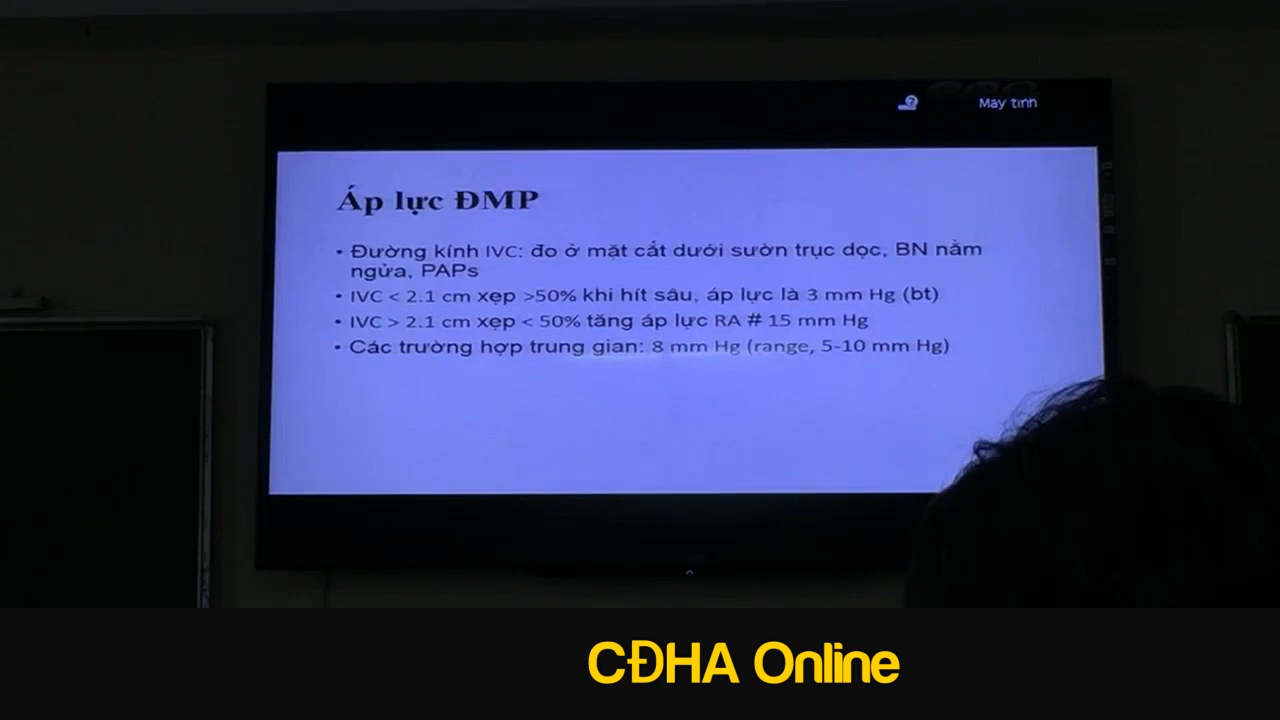 Máy tính
Áp lực ĐMP
• Đường kính IVC: đo ở mặt cắt dưới sườn trục dọc, BN nằm
ngửa, PAPs
• IVC < 2.1 cm xẹp >50% khi hít sâu, áp lực là 3 mm Hg (bt)
• IVC > 2.1 cm xẹp < 50% tăng áp lực RA # 15 mm Hg
• Các trường hợp trung gian: 8 mm Hg (range, 5-10 mm Hg)
CĐHA Online